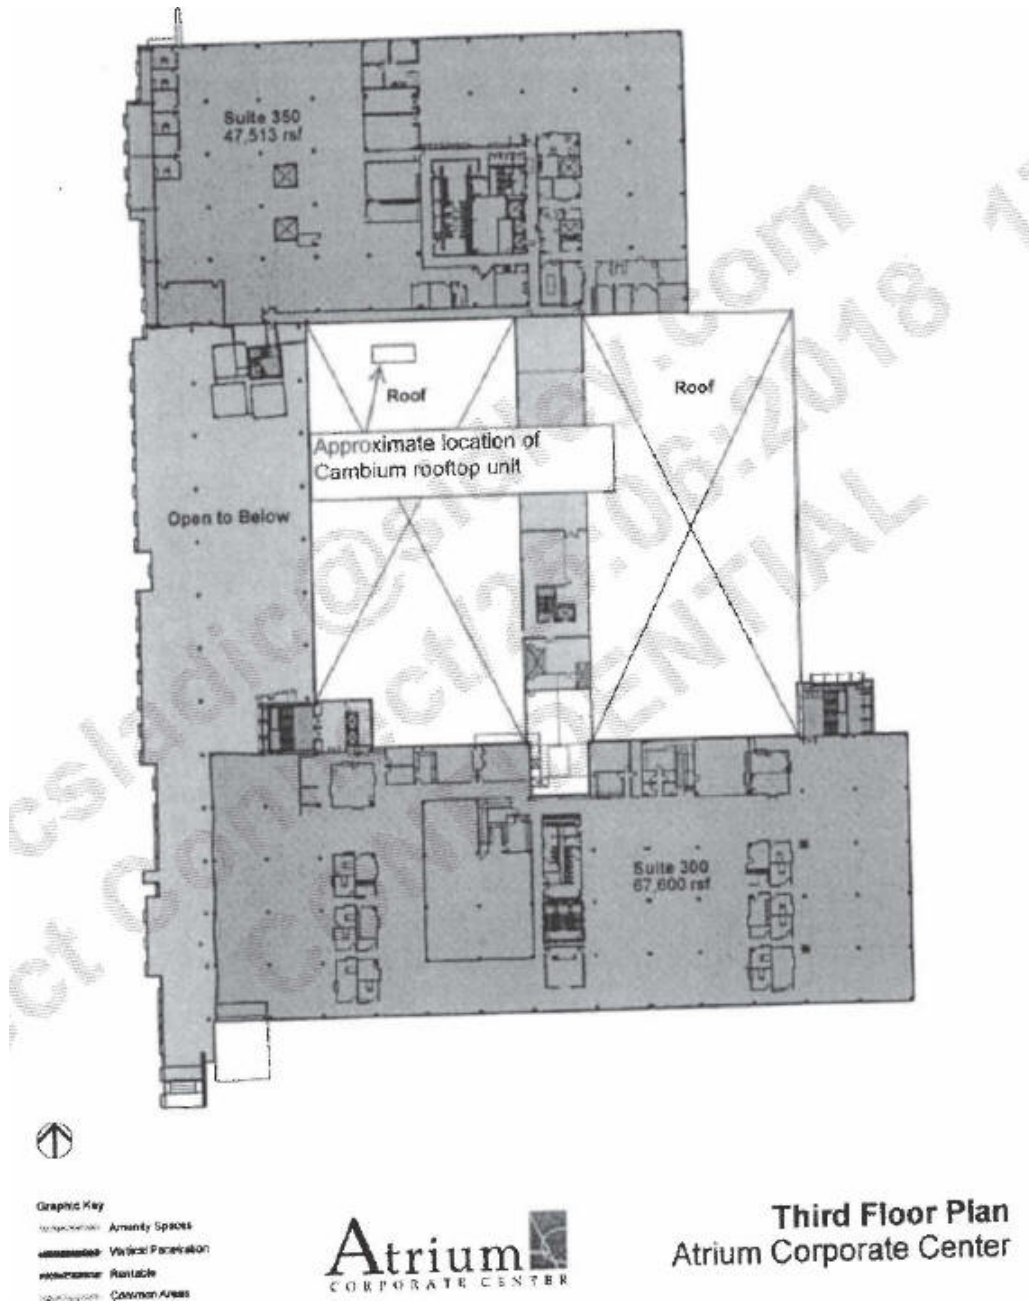 Suite 350
47,513 rsf
Roof
Roof
Approximate location of
Cambium rooftop unit
Open to Below
Suite 300
67,600 rsf
Graphic Key
Amenity Spaces
Vertical Penetration
Rentable
Common Areas
Atrium
CORPORATE CENTER
Third Floor Plan
Atrium Corporate Center
CONFIDENTIAL